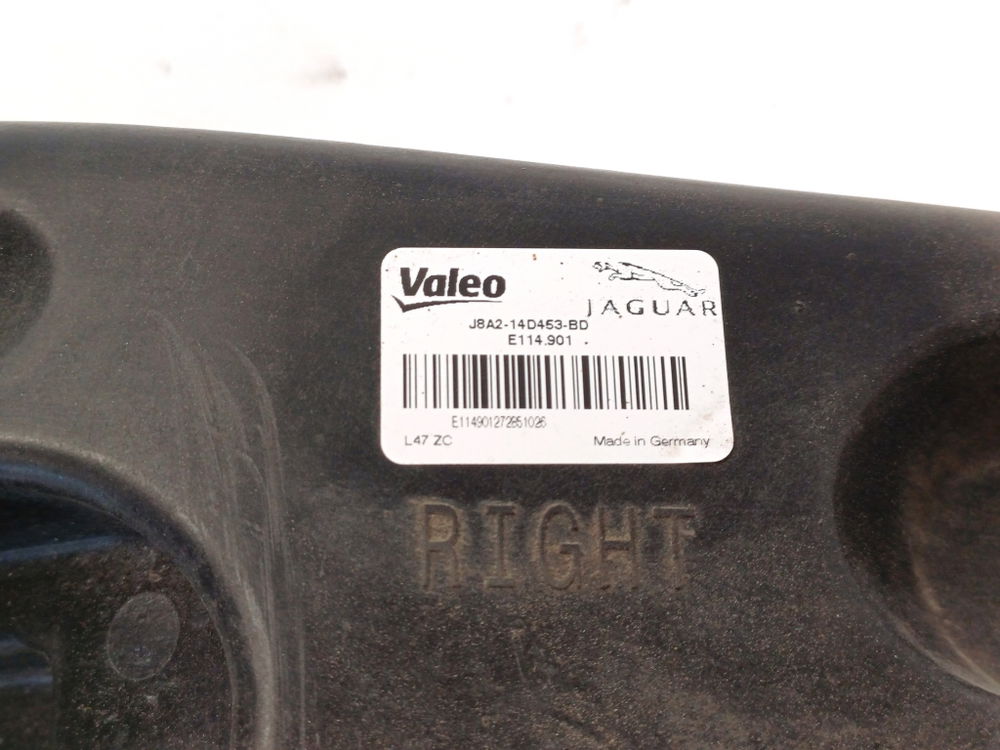 Valeo
JAGUAR
J8A2-14D453-BD
E114.901
E114901272851026
L47 ZC
Made in Germany
RIGHT